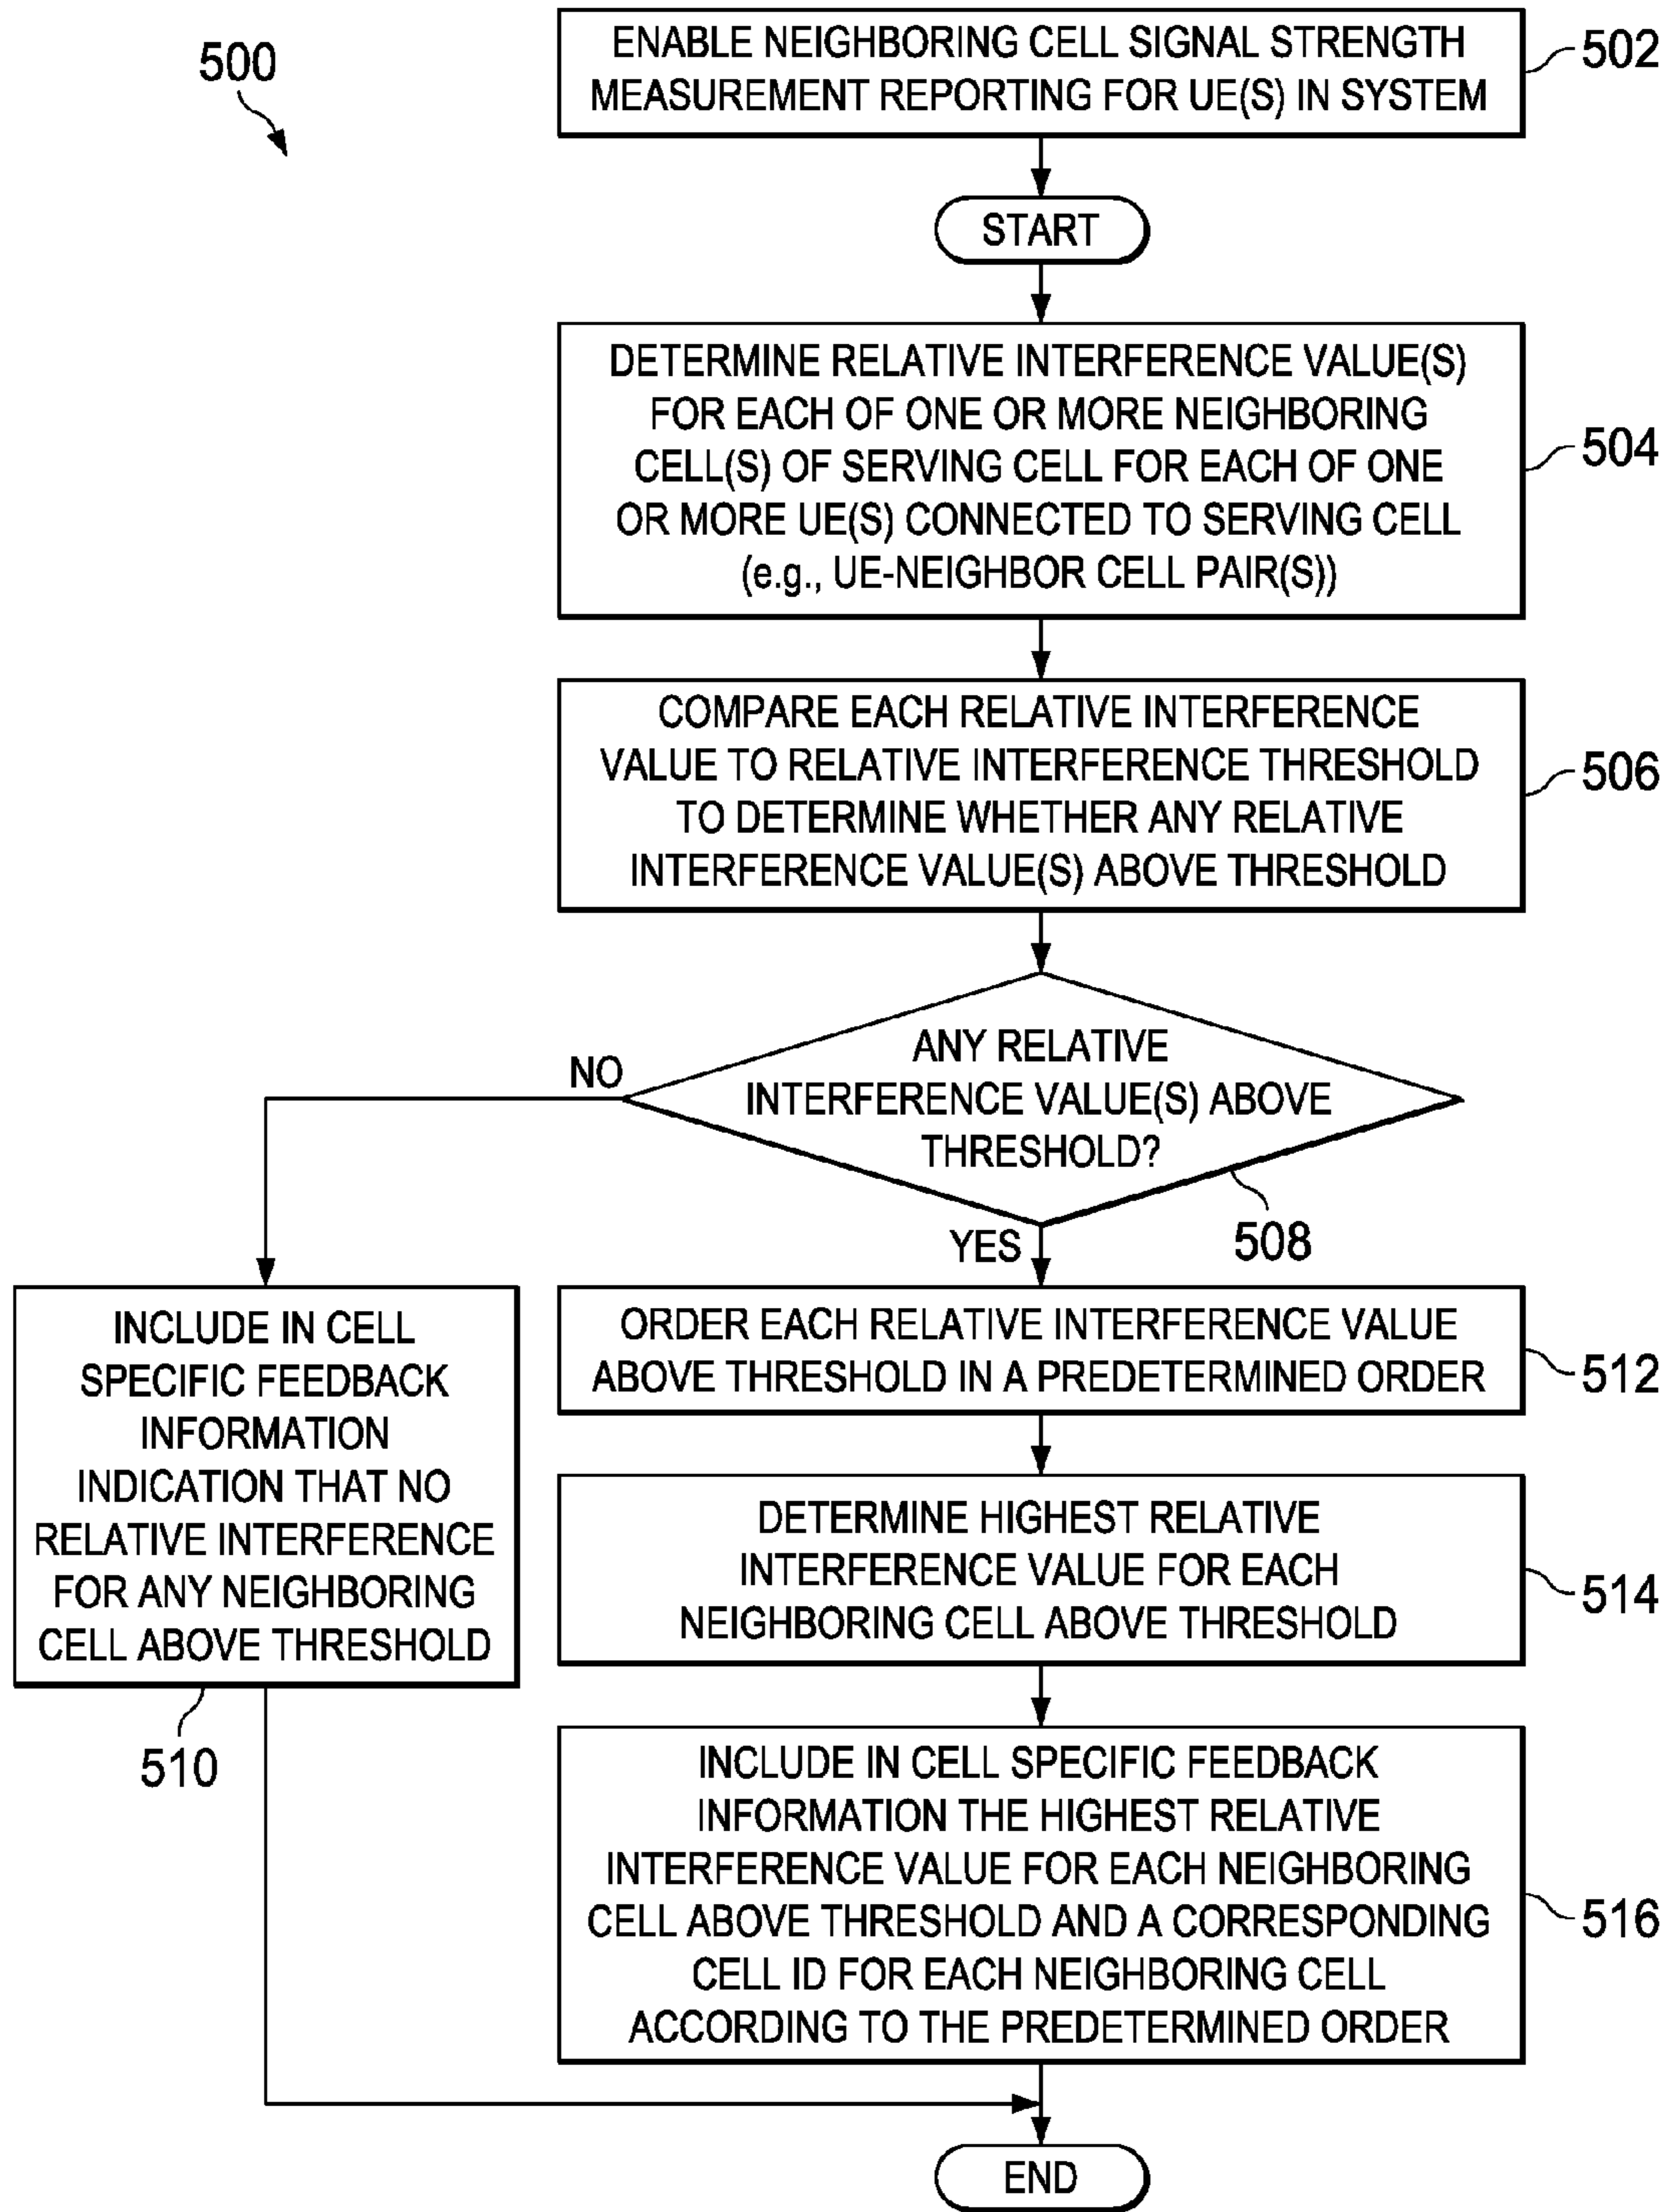 500
ENABLE NEIGHBORING CELL SIGNAL STRENGTH
MEASUREMENT REPORTING FOR UE(S) IN SYSTEM
502
START
DETERMINE RELATIVE INTERFERENCE VALUE(S)
FOR EACH OF ONE OR MORE NEIGHBORING
CELL(S) OF SERVING CELL FOR EACH OF ONE
OR MORE UE(S) CONNECTED TO SERVING CELL
(e.g., UE-NEIGHBOR CELL PAIR(S))
504
COMPARE EACH RELATIVE INTERFERENCE
VALUE TO RELATIVE INTERFERENCE THRESHOLD
TO DETERMINE WHETHER ANY RELATIVE
INTERFERENCE VALUE(S) ABOVE THRESHOLD
506
ANY RELATIVE
INTERFERENCE VALUE(S) ABOVE
THRESHOLD?
508
NO
YES
INCLUDE IN CELL
SPECIFIC FEEDBACK
INFORMATION
INDICATION THAT NO
RELATIVE INTERFERENCE
FOR ANY NEIGHBORING
CELL ABOVE THRESHOLD
510
ORDER EACH RELATIVE INTERFERENCE VALUE
ABOVE THRESHOLD IN A PREDETERMINED ORDER
512
DETERMINE HIGHEST RELATIVE
INTERFERENCE VALUE FOR EACH
NEIGHBORING CELL ABOVE THRESHOLD
514
INCLUDE IN CELL SPECIFIC FEEDBACK
INFORMATION THE HIGHEST RELATIVE
INTERFERENCE VALUE FOR EACH NEIGHBORING
CELL ABOVE THRESHOLD AND A CORRESPONDING
CELL ID FOR EACH NEIGHBORING CELL
ACCORDING TO THE PREDETERMINED ORDER
516
END